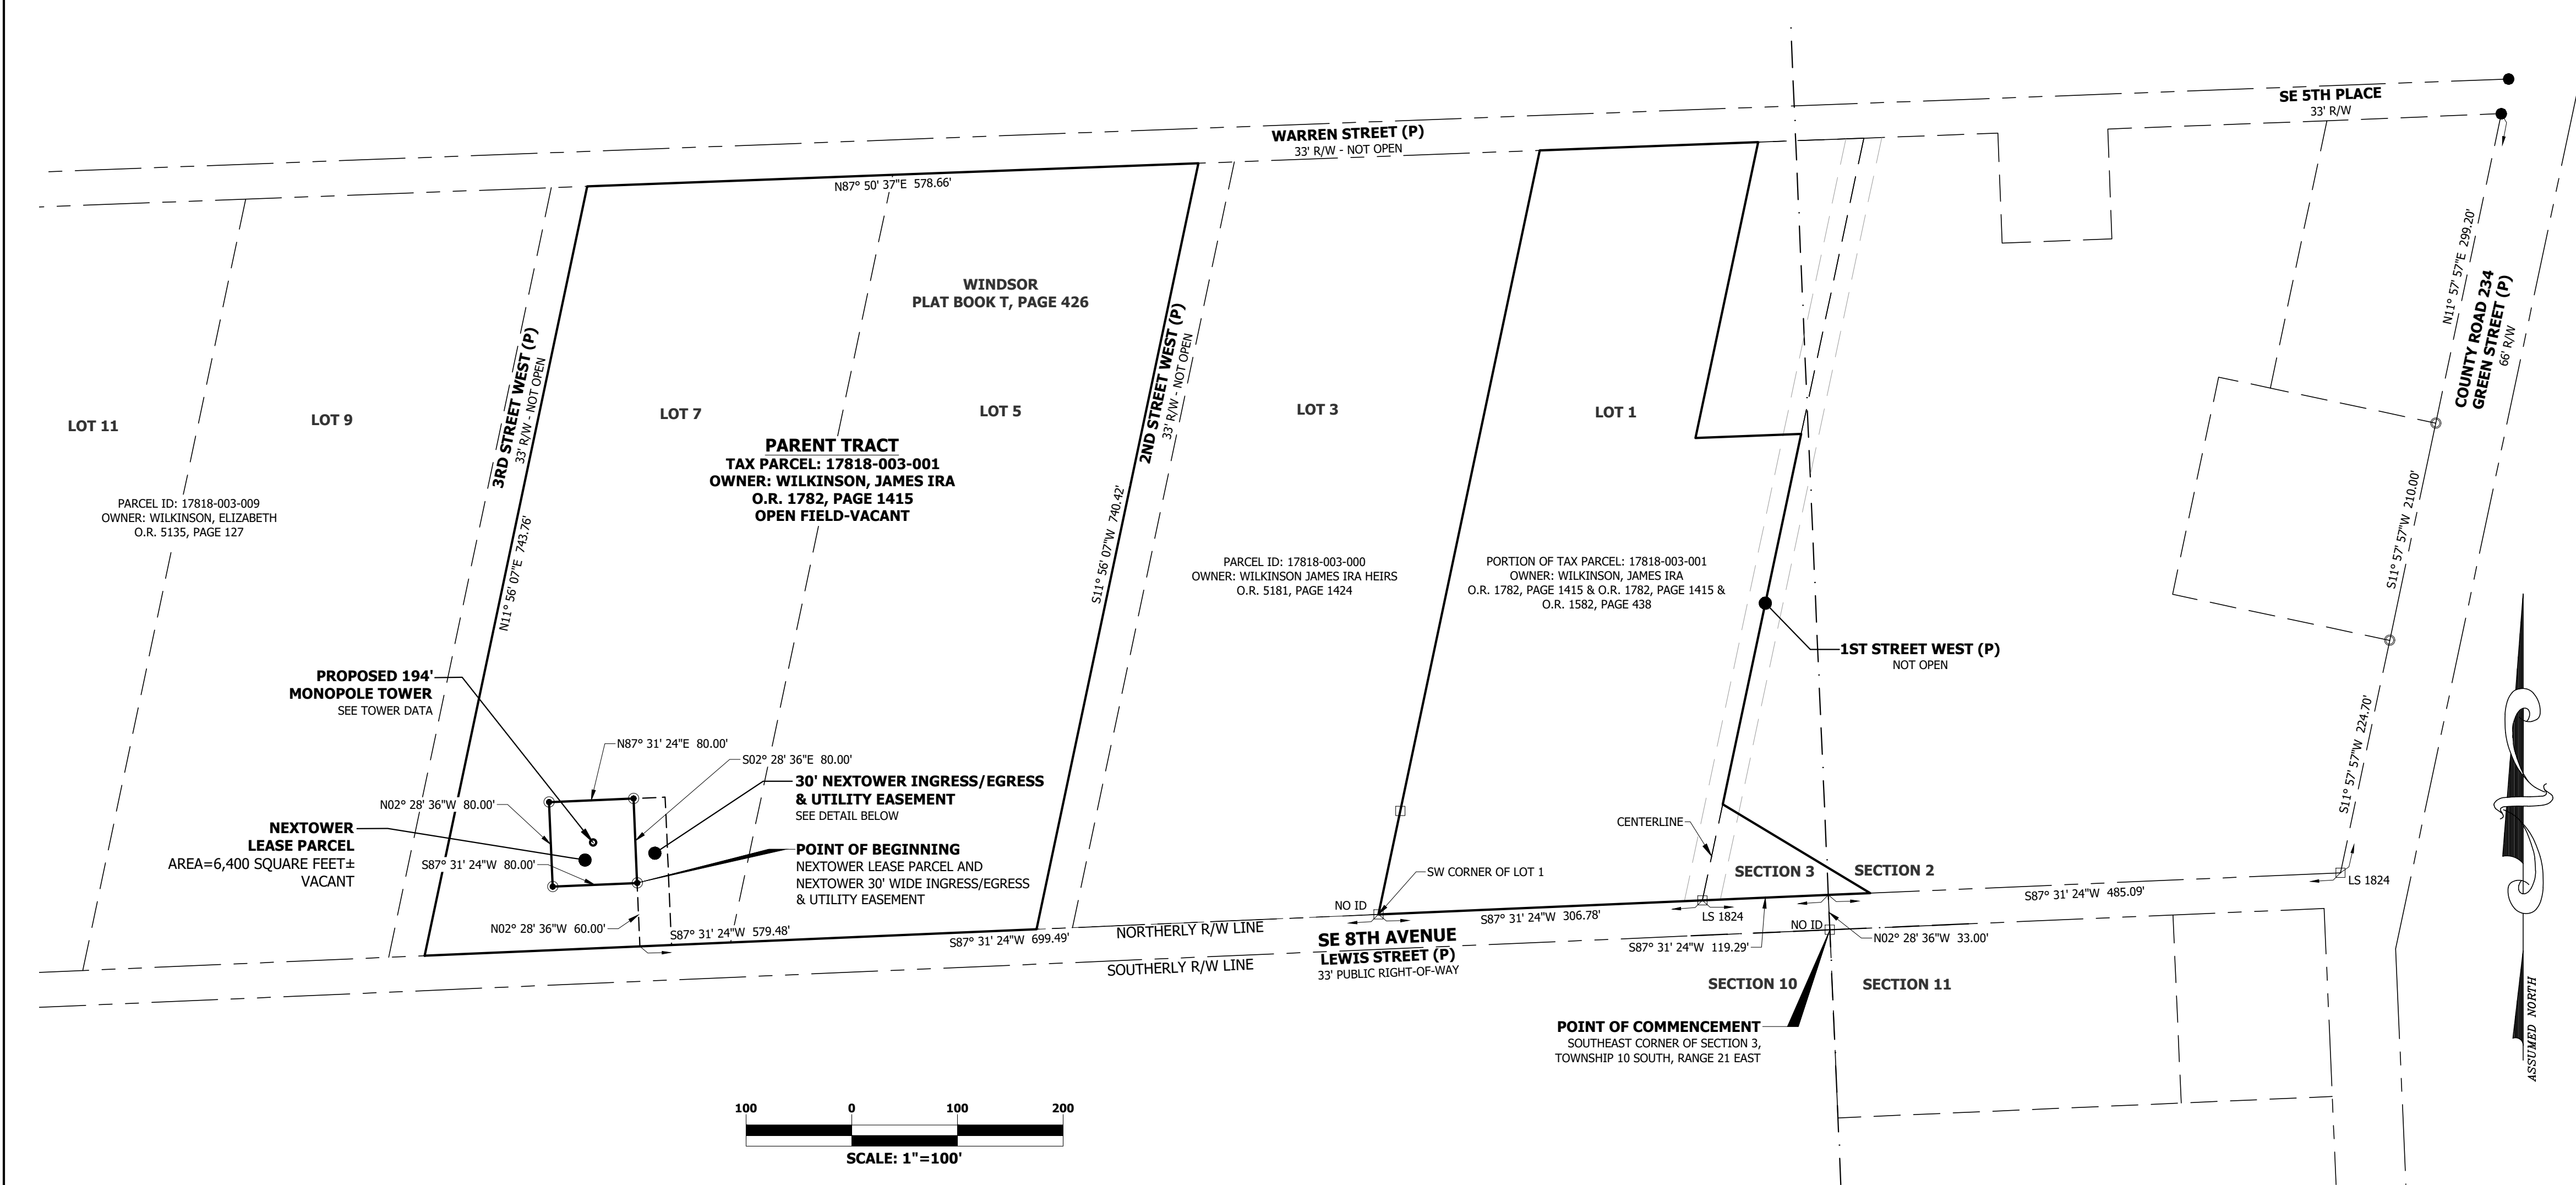 SE 5TH PLACE
33' R/W
WARREN STREET (P)
33' R/W - NOT OPEN
N87° 50' 37"E  578.66'
WINDSOR
PLAT BOOK T, PAGE 426
3RD STREET WEST (P)
33' R/W - NOT OPEN
2ND STREET WEST (P)
33' R/W - NOT OPEN
N11° 57' 57"E  299.20'
COUNTY ROAD 234
GREEN STREET (P)
66' R/W
LOT 11
LOT 9
LOT 7
LOT 5
LOT 3
LOT 1
PARENT TRACT
TAX PARCEL: 17818-003-001
OWNER: WILKINSON, JAMES IRA
O.R. 1782, PAGE 1415
OPEN FIELD-VACANT
PARCEL ID: 17818-003-009
OWNER: WILKINSON, ELIZABETH
O.R. 5135, PAGE 127
N11° 56' 07"E  743.76'
S11° 56' 07"W  740.42'
PARCEL ID: 17818-003-000
OWNER: WILKINSON JAMES IRA HEIRS
O.R. 5181, PAGE 1424
PORTION OF TAX PARCEL: 17818-003-001
OWNER: WILKINSON, JAMES IRA
O.R. 1782, PAGE 1415 & O.R. 1782, PAGE 1415 &
O.R. 1582, PAGE 438
S11° 57' 57"W  210.00'
1ST STREET WEST (P)
NOT OPEN
PROPOSED 194'
MONOPOLE TOWER
SEE TOWER DATA
N87° 31' 24"E  80.00'
S02° 28' 36"E  80.00'
30' NEXTOWER INGRESS/EGRESS
& UTILITY EASEMENT
SEE DETAIL BELOW
N02° 28' 36"W  80.00'
NEXTOWER
LEASE PARCEL
AREA=6,400 SQUARE FEET±
VACANT
S87° 31' 24"W  80.00'
POINT OF BEGINNING
NEXTOWER LEASE PARCEL AND
NEXTOWER 30' WIDE INGRESS/EGRESS
& UTILITY EASEMENT
N02° 28' 36"W  60.00'
S87° 31' 24"W  579.48'
S87° 31' 24"W  699.49'
S11° 57' 57"W  224.70'
CENTERLINE
SW CORNER OF LOT 1
SECTION 3
SECTION 2
LS 1824
NO ID
S87° 31' 24"W  306.78'
LS 1824
S87° 31' 24"W  485.09'
NORTHERLY R/W LINE
SE 8TH AVENUE
LEWIS STREET (P)
33' PUBLIC RIGHT-OF-WAY
SOUTHERLY R/W LINE
S87° 31' 24"W  119.29'
NO ID
N02° 28' 36"W  33.00'
SECTION 10
SECTION 11
POINT OF COMMENCEMENT
SOUTHEAST CORNER OF SECTION 3,
TOWNSHIP 10 SOUTH, RANGE 21 EAST
ASSUMED NORTH
100 0 100 200
SCALE: 1"=100'